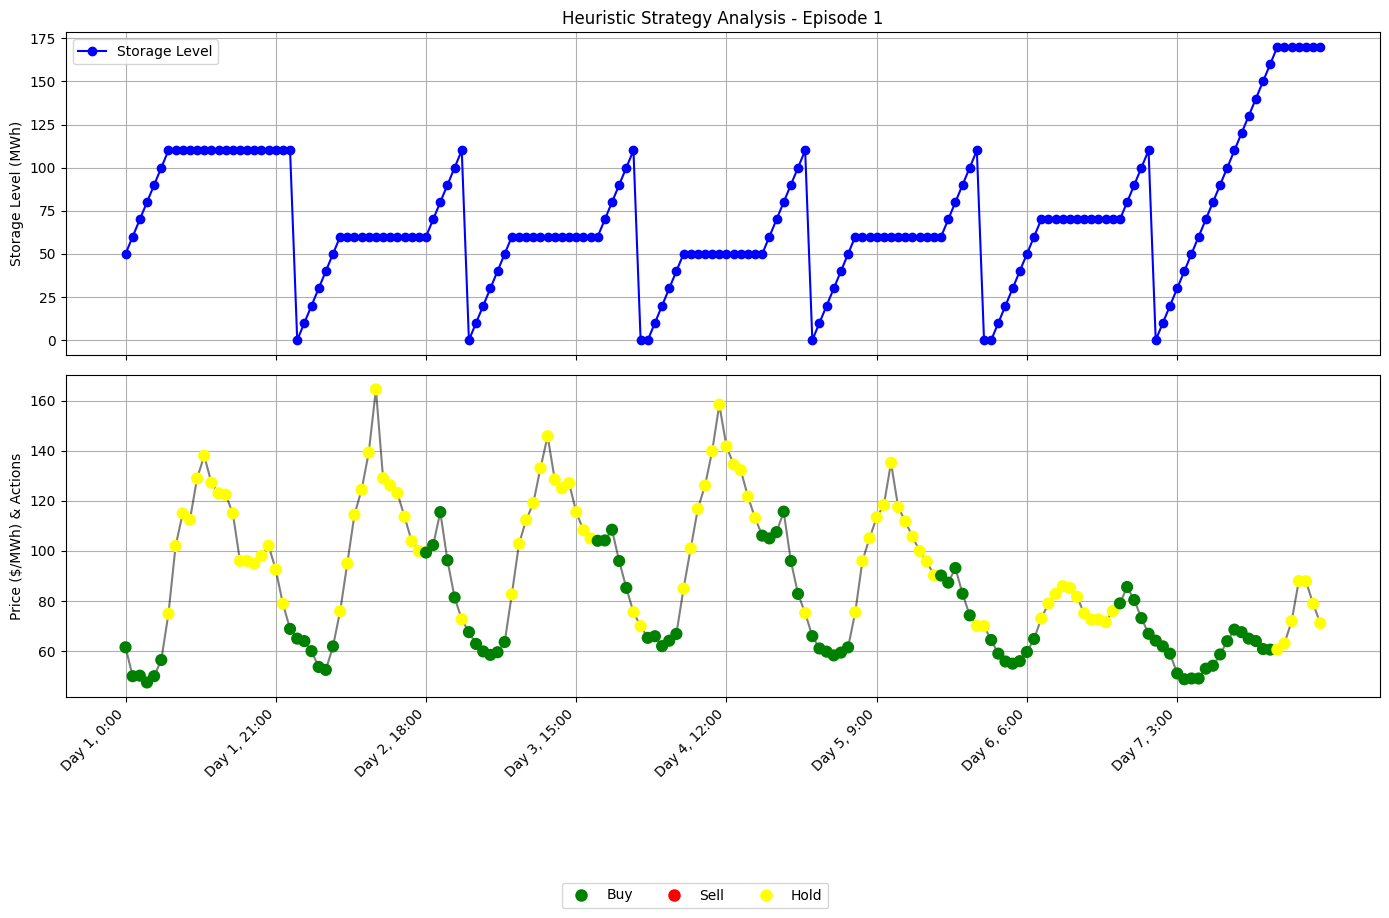 Heuristic Strategy Analysis - Episode 1
Storage Level
Storage Level (MWh)
175
150
125
100
75
50
25
0
Price ($/MWh) & Actions
160
140
120
100
80
60
Day 1, 0:00
Day 1, 21:00
Day 2, 18:00
Day 3, 15:00
Day 4, 12:00
Day 5, 9:00
Day 6, 6:00
Day 7, 3:00
Buy Sell Hold